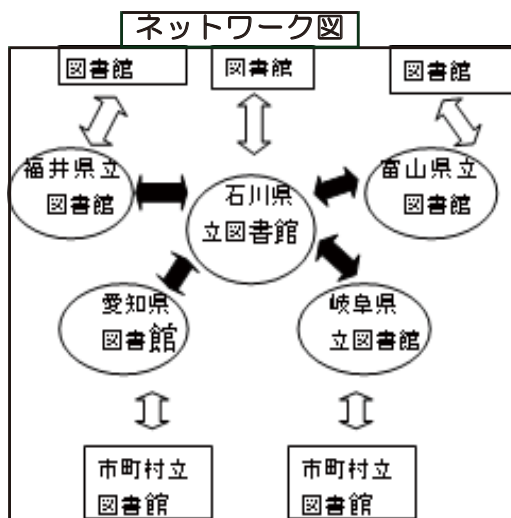 ネットワーク図
図書館
図書館
図書館
福井県立
図書館
石川県
立図書館
富山県立
図書館
愛知県
図書館
岐阜県
立図書館
市町村立
図書館
市町村立
図書館